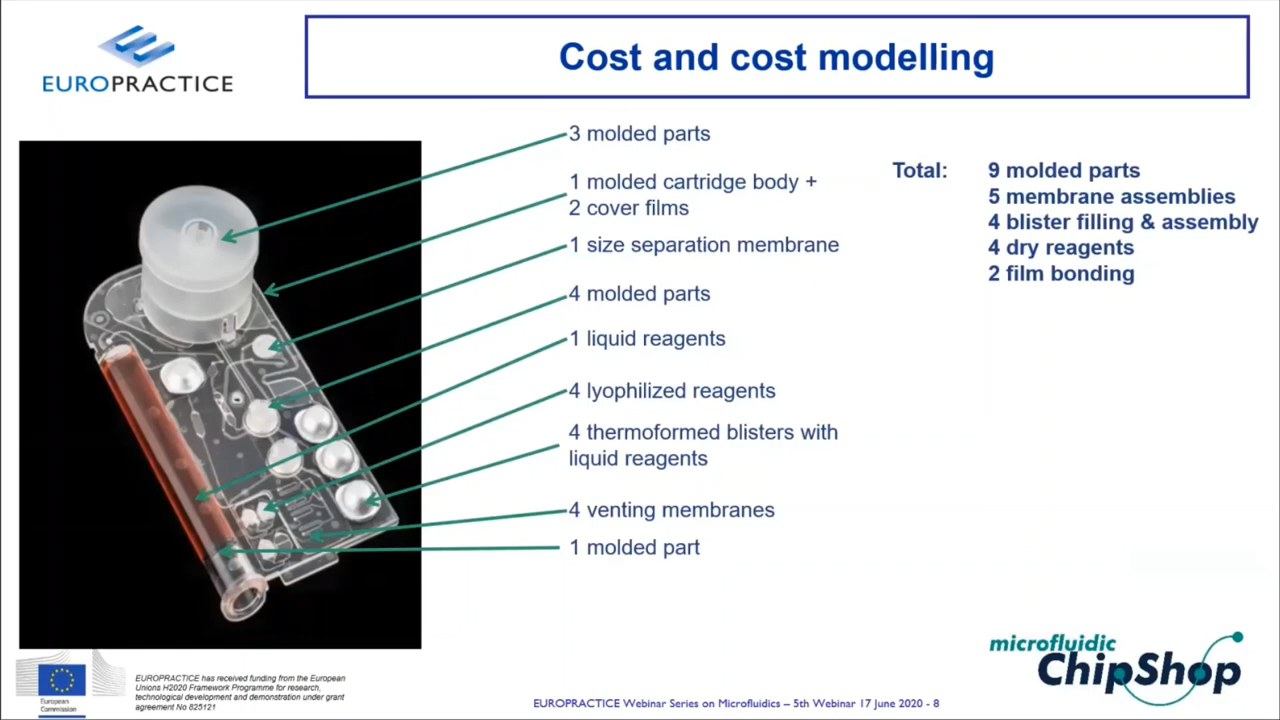 EUROPRACTICE
Cost and cost modelling
3 molded parts
1 molded cartridge body +
2 cover films
1 size separation membrane
4 molded parts
1 liquid reagents
4 lyophilized reagents
4 thermoformed blisters with
liquid reagents
4 venting membranes
1 molded part
Total: 9 molded parts
5 membrane assemblies
4 blister filling & assembly
4 dry reagents
2 film bonding
European
Commission
EUROPRACTICE has received funding from the European
Unions H2020 Framework Programme for research,
technological development and demonstration under grant
agreement No 825121
EUROPRACTICE Webinar Series on Microfluidics – 5th Webinar 17 June 2020 - 8
microfluidic
ChipShop